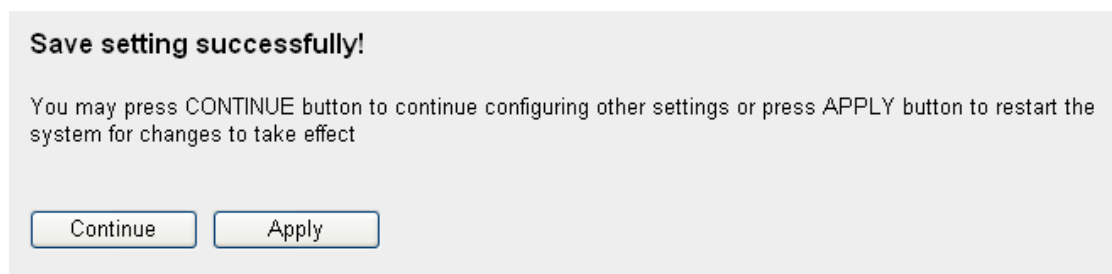 Save setting successfully!
You may press CONTINUE button to continue configuring other settings or press APPLY button to restart the
system for changes to take effect
Continue
Apply